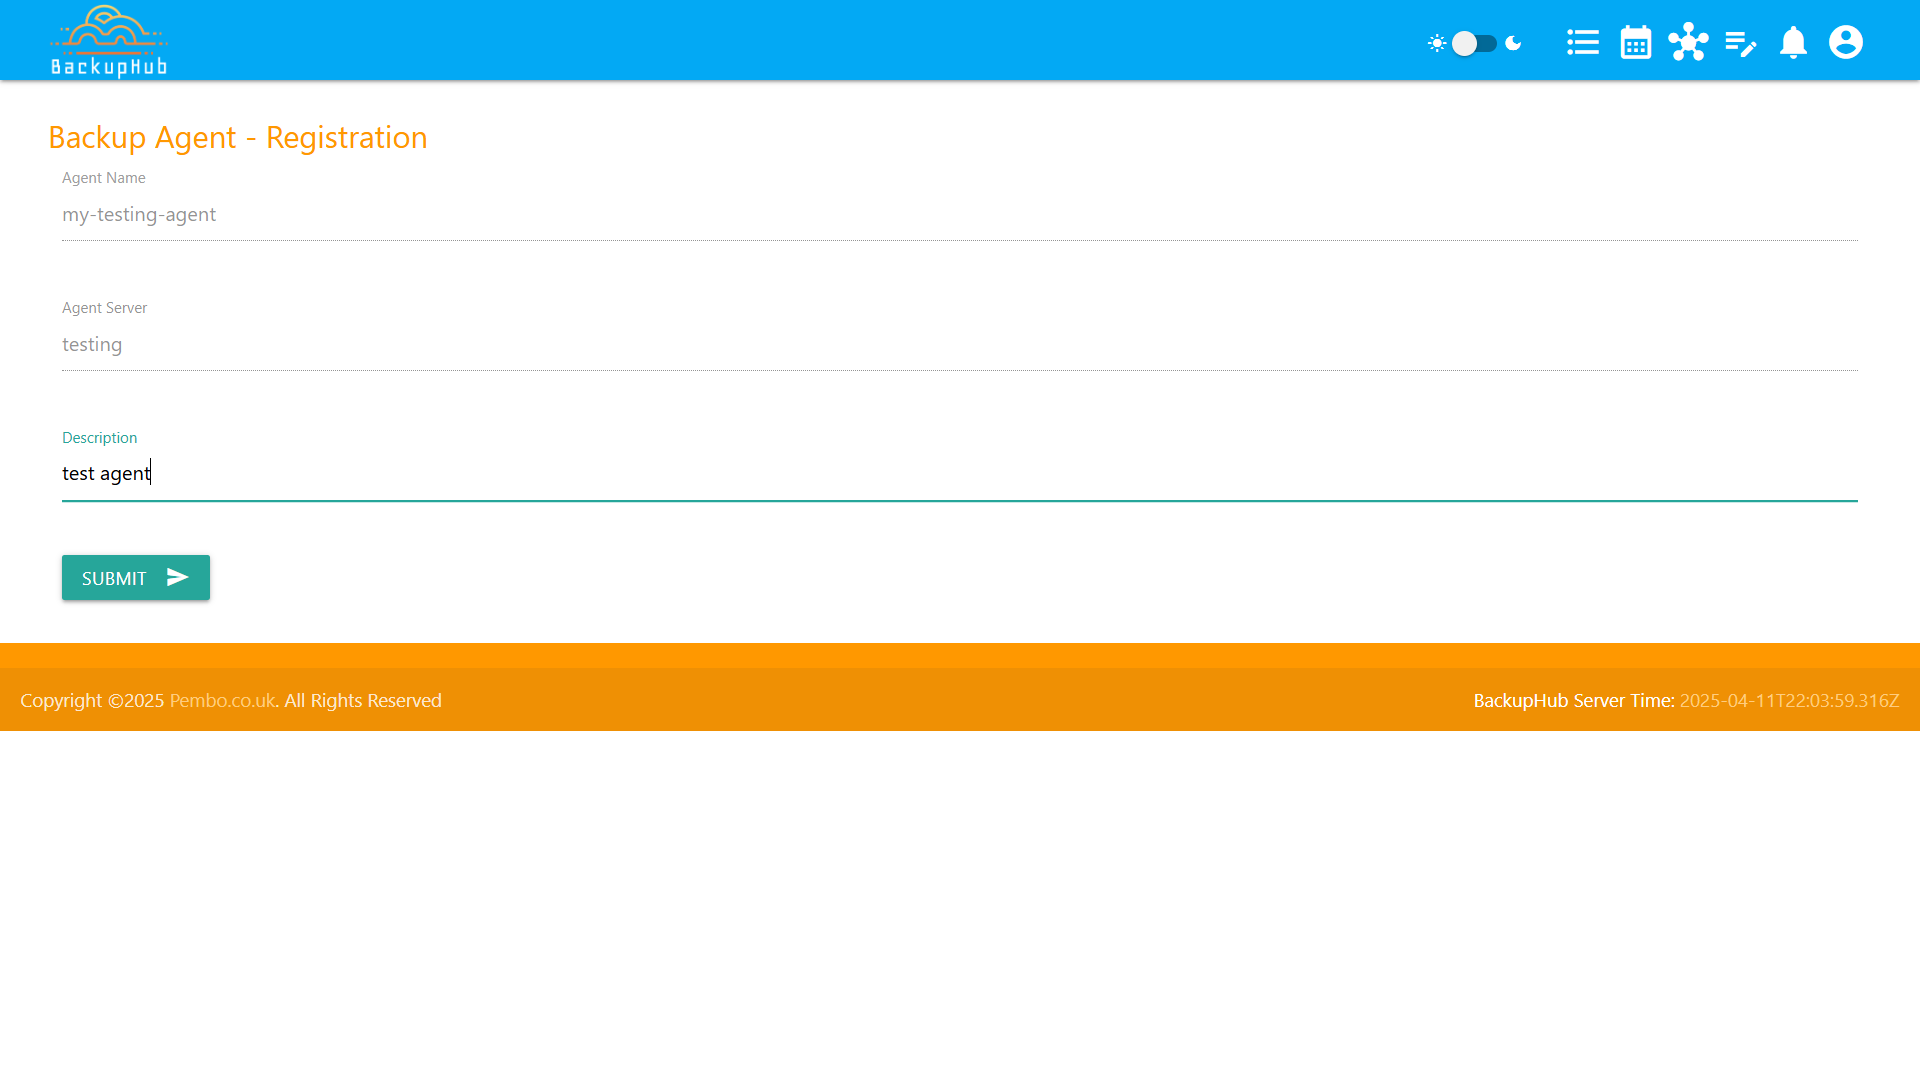 BackupHub
Backup Agent - Registration
Agent Name
my-testing-agent
Agent Server
testing
Description
test agent
SUBMIT
Copyright ©2025 Pembo.co.uk. All Rights Reserved
BackupHub Server Time: 2025-04-11T22:03:59.316Z